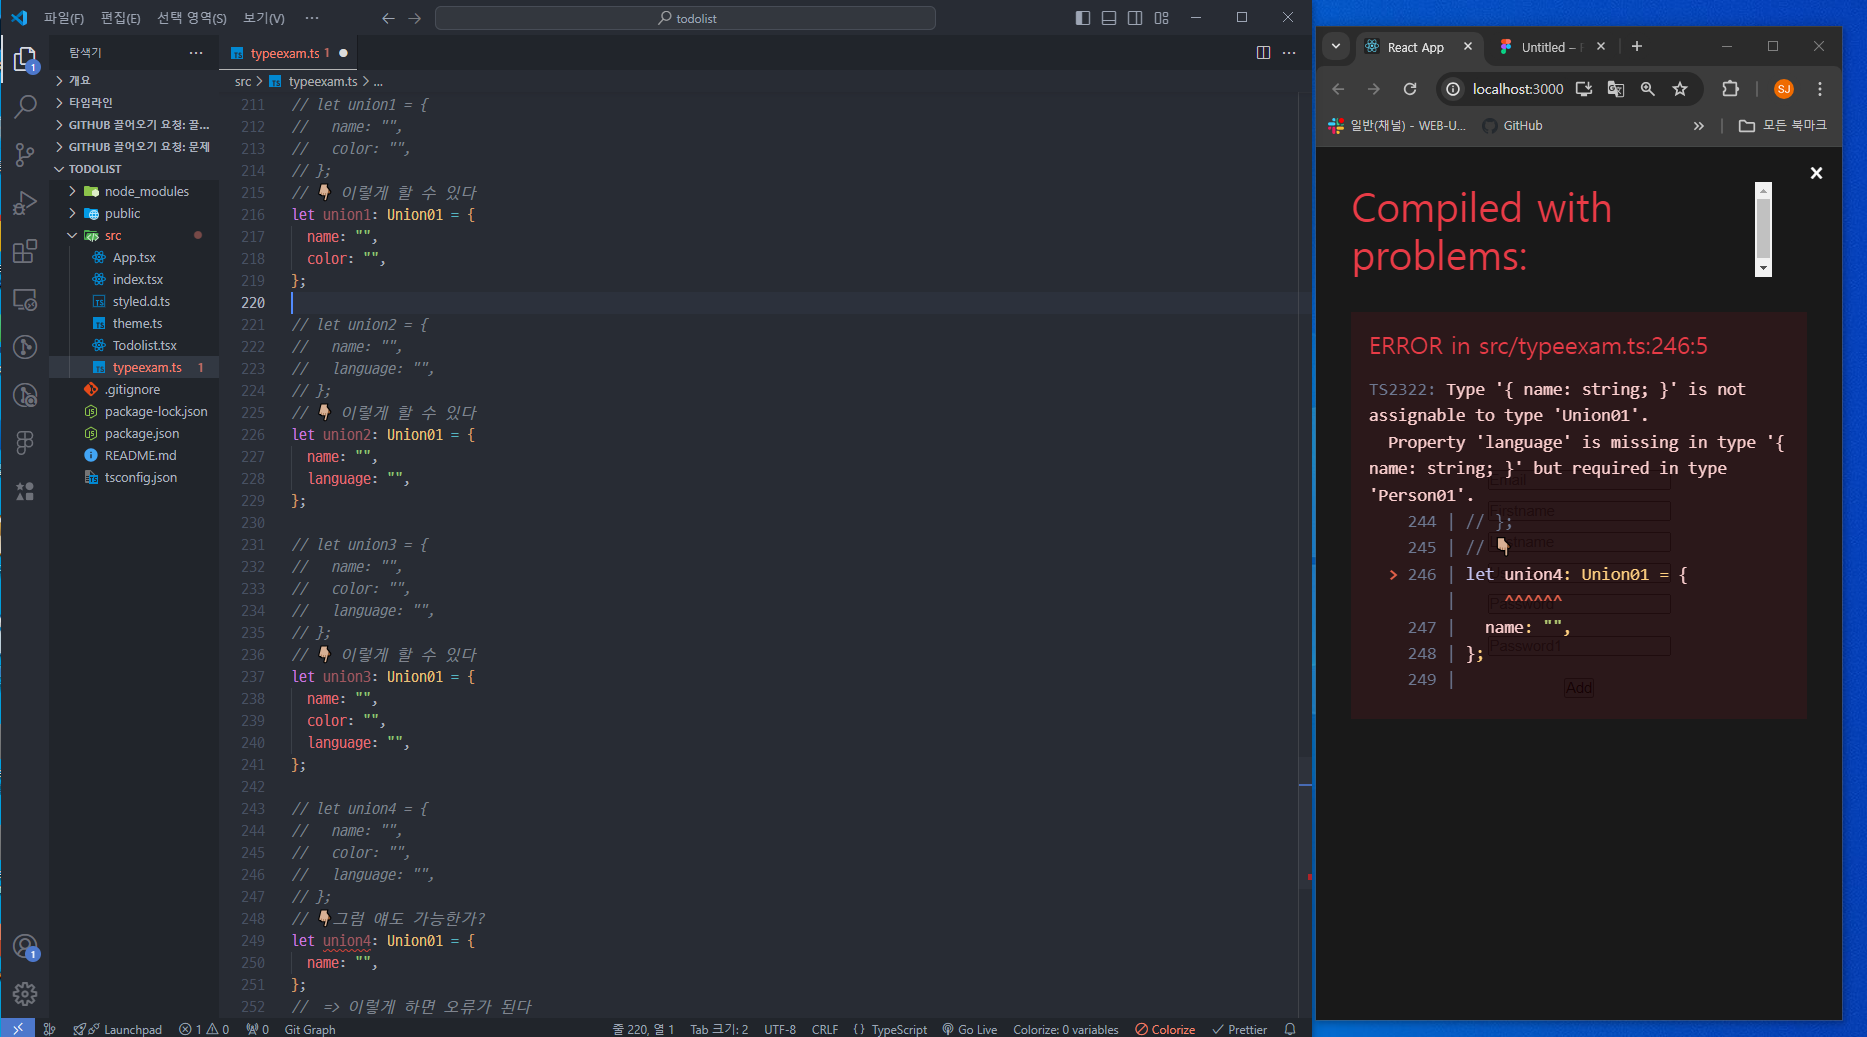 파일(F) 편집(E) 선택 영역(S) 보기(V) ···
todolist
탐색기 ···
개요
타임라인
GITHUB 끌어오기 요청: 끌...
GITHUB 끌어오기 요청: 문제
TODOLIST
node_modules
public
src
App.tsx
index.tsx
styled.d.ts
theme.ts
Todolist.tsx
typeexam.ts 1
.gitignore
package-lock.json
package.json
README.md
tsconfig.json
typeexam.ts 1 ●
src > typeexam.ts > ...
211 // let union1 = {
212 //   name: "",
213 //   color: "",
214 // };
215 // 👇🏼 이렇게 할 수 있다
216 let union1: Union01 = {
217   name: "",
218   color: "",
219 };
220
221 // let union2 = {
222 //   name: "",
223 //   language: "",
224 // };
225 // 👇🏼 이렇게 할 수 있다
226 let union2: Union01 = {
227   name: "",
228   language: "",
229 };
230
231 // let union3 = {
232 //   name: "",
233 //   color: "",
234 //   language: "",
235 // };
236 // 👇🏼 이렇게 할 수 있다
237 let union3: Union01 = {
238   name: "",
239   color: "",
240   language: "",
241 };
242
243 // let union4 = {
244 //   name: "",
245 //   color: "",
246 //   language: "",
247 // };
248 // 👇🏼그럼 얘도 가능한가?
249 let union4: Union01 = {
250   name: "",
251 };
252 //  => 이렇게 하면 오류가 된다
Launchpad 1 0 0 Git Graph
줄 220, 열 1 Tab 크기: 2 UTF-8 CRLF {} TypeScript Go Live Colorize: 0 variables Colorize Prettier
1
1
React App
Untitled –
localhost:3000
SJ
일반(채널) - WEB-U...
GitHub
모든 북마크
Compiled with
problems:
ERROR in src/typeexam.ts:246:5
TS2322: Type '{ name: string; }' is not
assignable to type 'Union01'.
Property 'language' is missing in type '{
name: string; }' but required in type
'Person01'.
244 | // };
245 | // 👇🏼
> 246 | let union4: Union01 = {
|     ^^^^^^
247 |   name: "",
248 | };
249 |
Email
Firstname
Password
Password1
Add